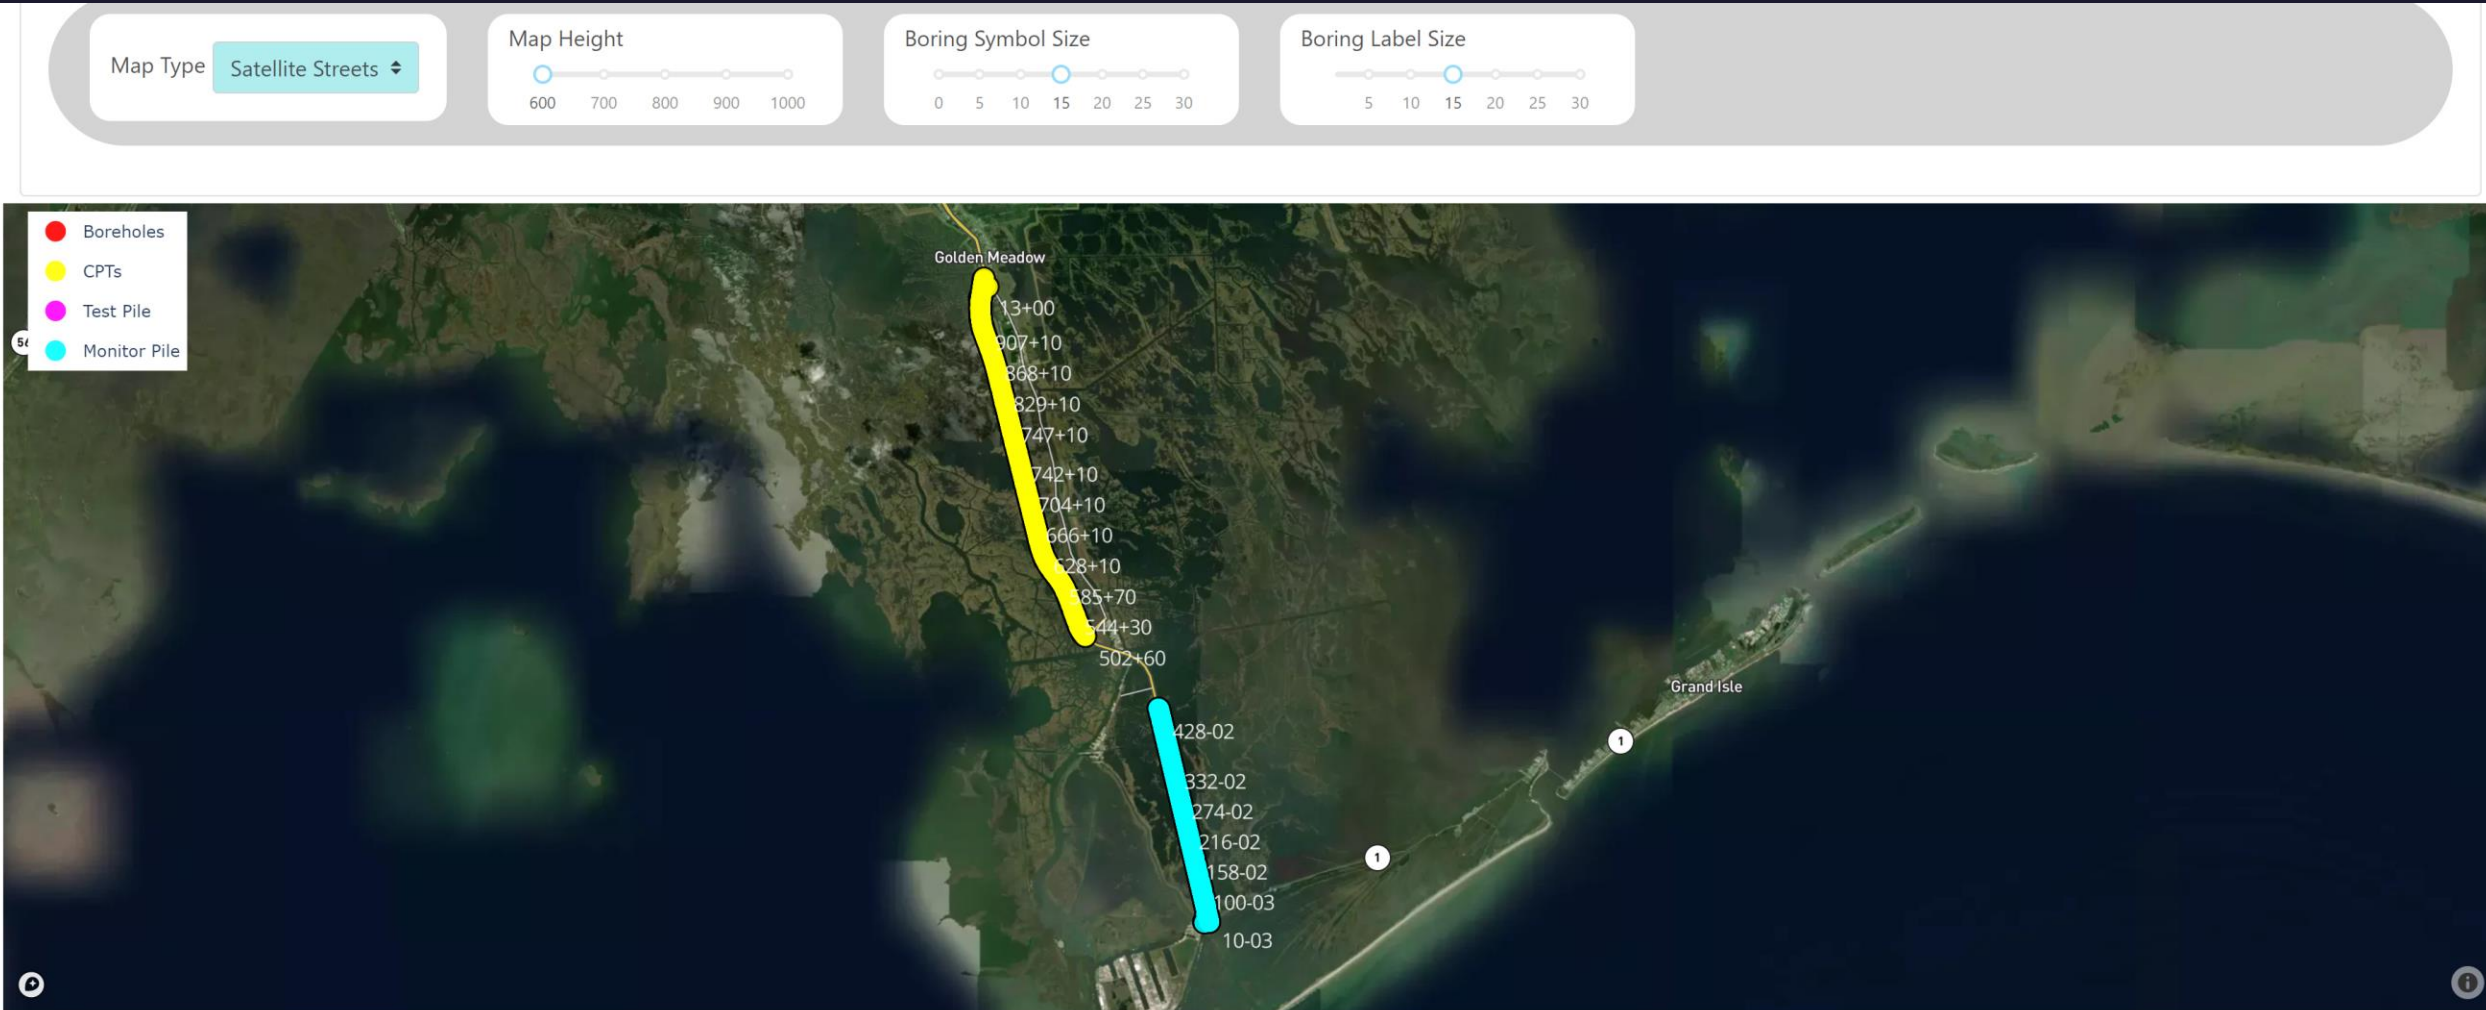 Map Type
Satellite Streets
Map Height
600 700 800 900 1000
Boring Symbol Size
0 5 10 15 20 25 30
Boring Label Size
5 10 15 20 25 30
Boreholes
CPTs
Test Pile
Monitor Pile
Golden Meadow
13+00
907+10
868+10
829+10
747+10
742+10
704+10
666+10
628+10
585+70
544+30
502+60
Grand Isle
428-02
1
332-02
274-02
216-02
1
158-02
100-03
10-03